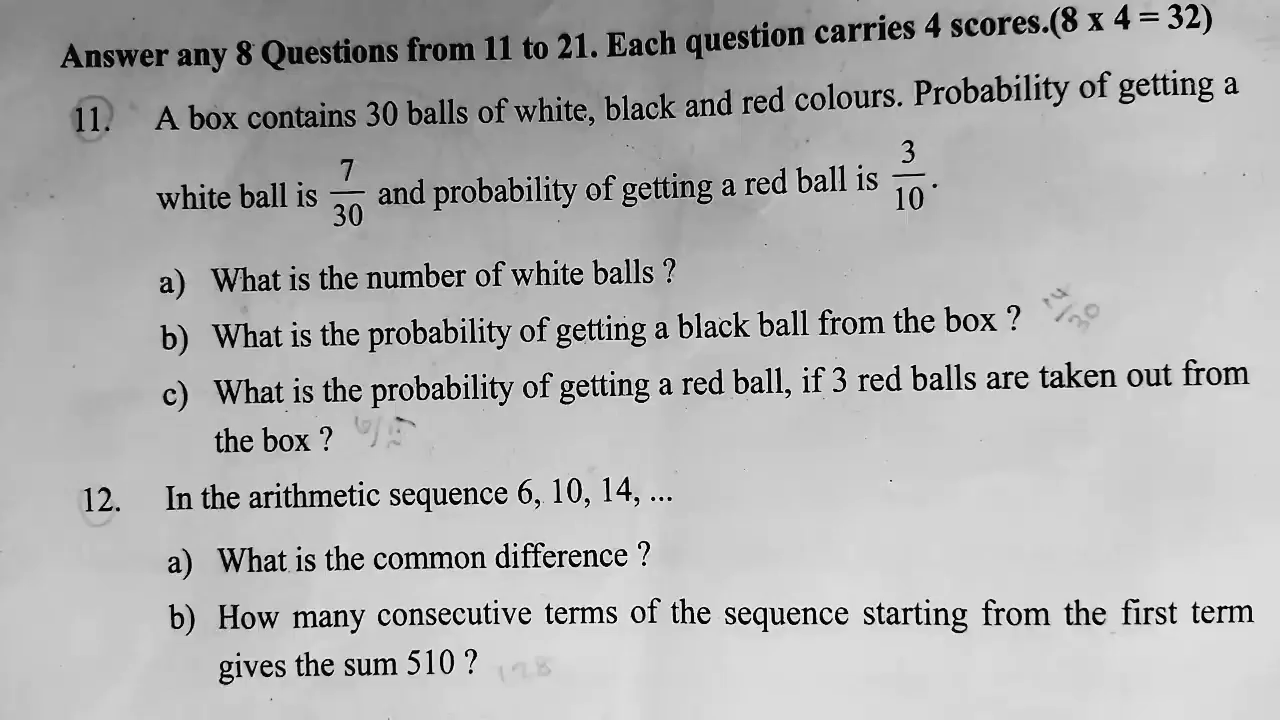 Answer any 8 Questions from 11 to 21. Each question carries 4 scores.(8 x 4 = 32)
11. A box contains 30 balls of white, black and red colours. Probability of getting a
white ball is 7/30 and probability of getting a red ball is 3/10.
a) What is the number of white balls ?
b) What is the probability of getting a black ball from the box ?
c) What is the probability of getting a red ball, if 3 red balls are taken out from
the box ?
12. In the arithmetic sequence 6, 10, 14, ...
a) What is the common difference ?
b) How many consecutive terms of the sequence starting from the first term
gives the sum 510 ?